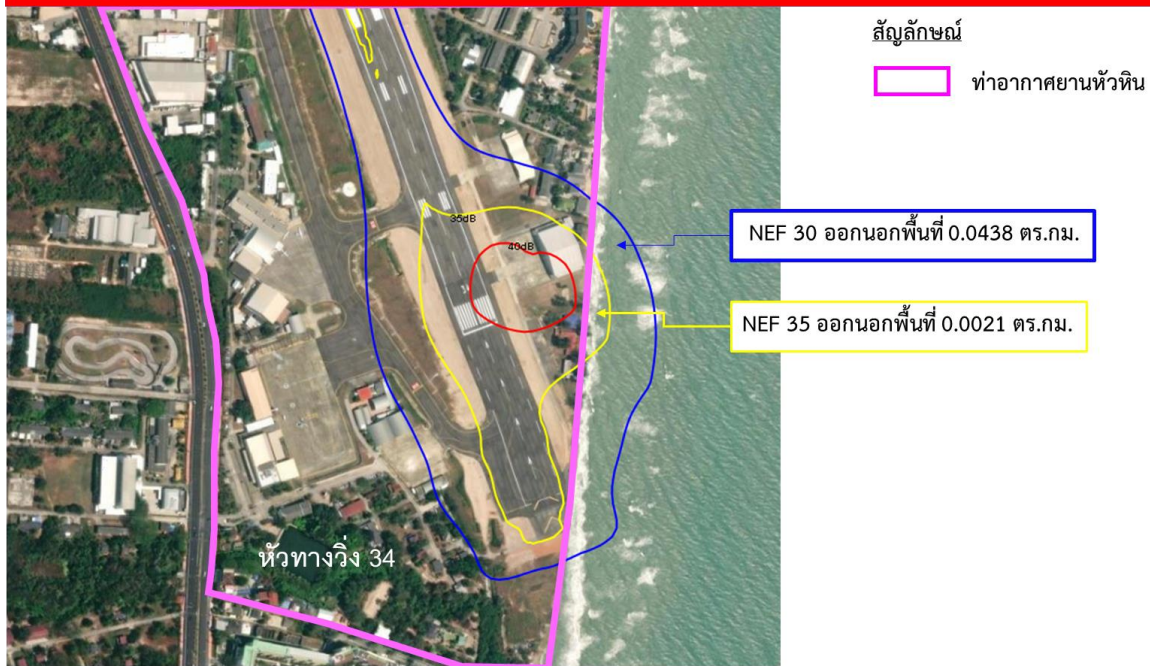 สัญลักษณ์
ท่าอากาศยานหัวหิน
35dB
NEF 30 ออกนอกพื้นที่ 0.0438 ตร.กม.
40dB
NEF 35 ออกนอกพื้นที่ 0.0021 ตร.กม.
หัวทางวิ่ง 34